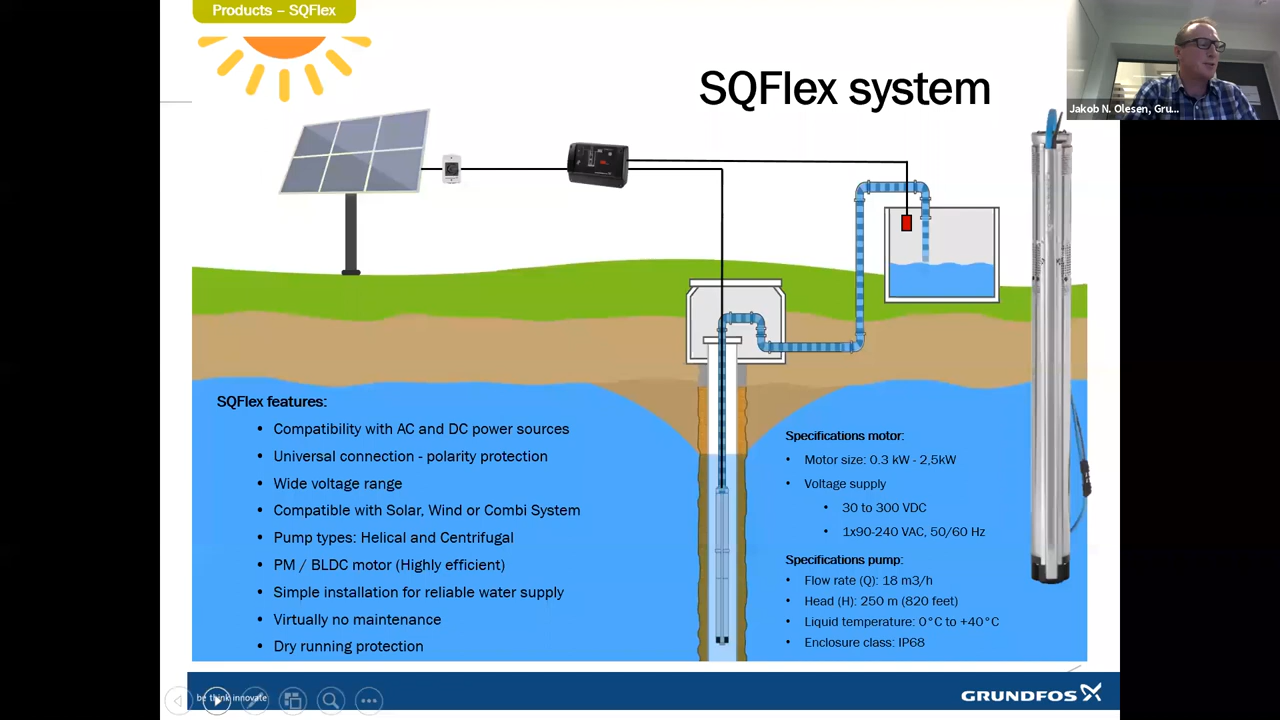 Products – SQFlex
SQFlex system
Jakob N. Olesen, Gru...
SQFlex features:
• Compatibility with AC and DC power sources
• Universal connection - polarity protection
• Wide voltage range
• Compatible with Solar, Wind or Combi System
• Pump types: Helical and Centrifugal
• PM / BLDC motor (Highly efficient)
• Simple installation for reliable water supply
• Virtually no maintenance
• Dry running protection
Specifications motor:
• Motor size: 0.3 kW - 2,5kW
• Voltage supply
• 30 to 300 VDC
• 1x90-240 VAC, 50/60 Hz
Specifications pump:
• Flow rate (Q): 18 m3/h
• Head (H): 250 m (820 feet)
• Liquid temperature: 0°C to +40°C
• Enclosure class: IP68
be think innovate
GRUNDFOS